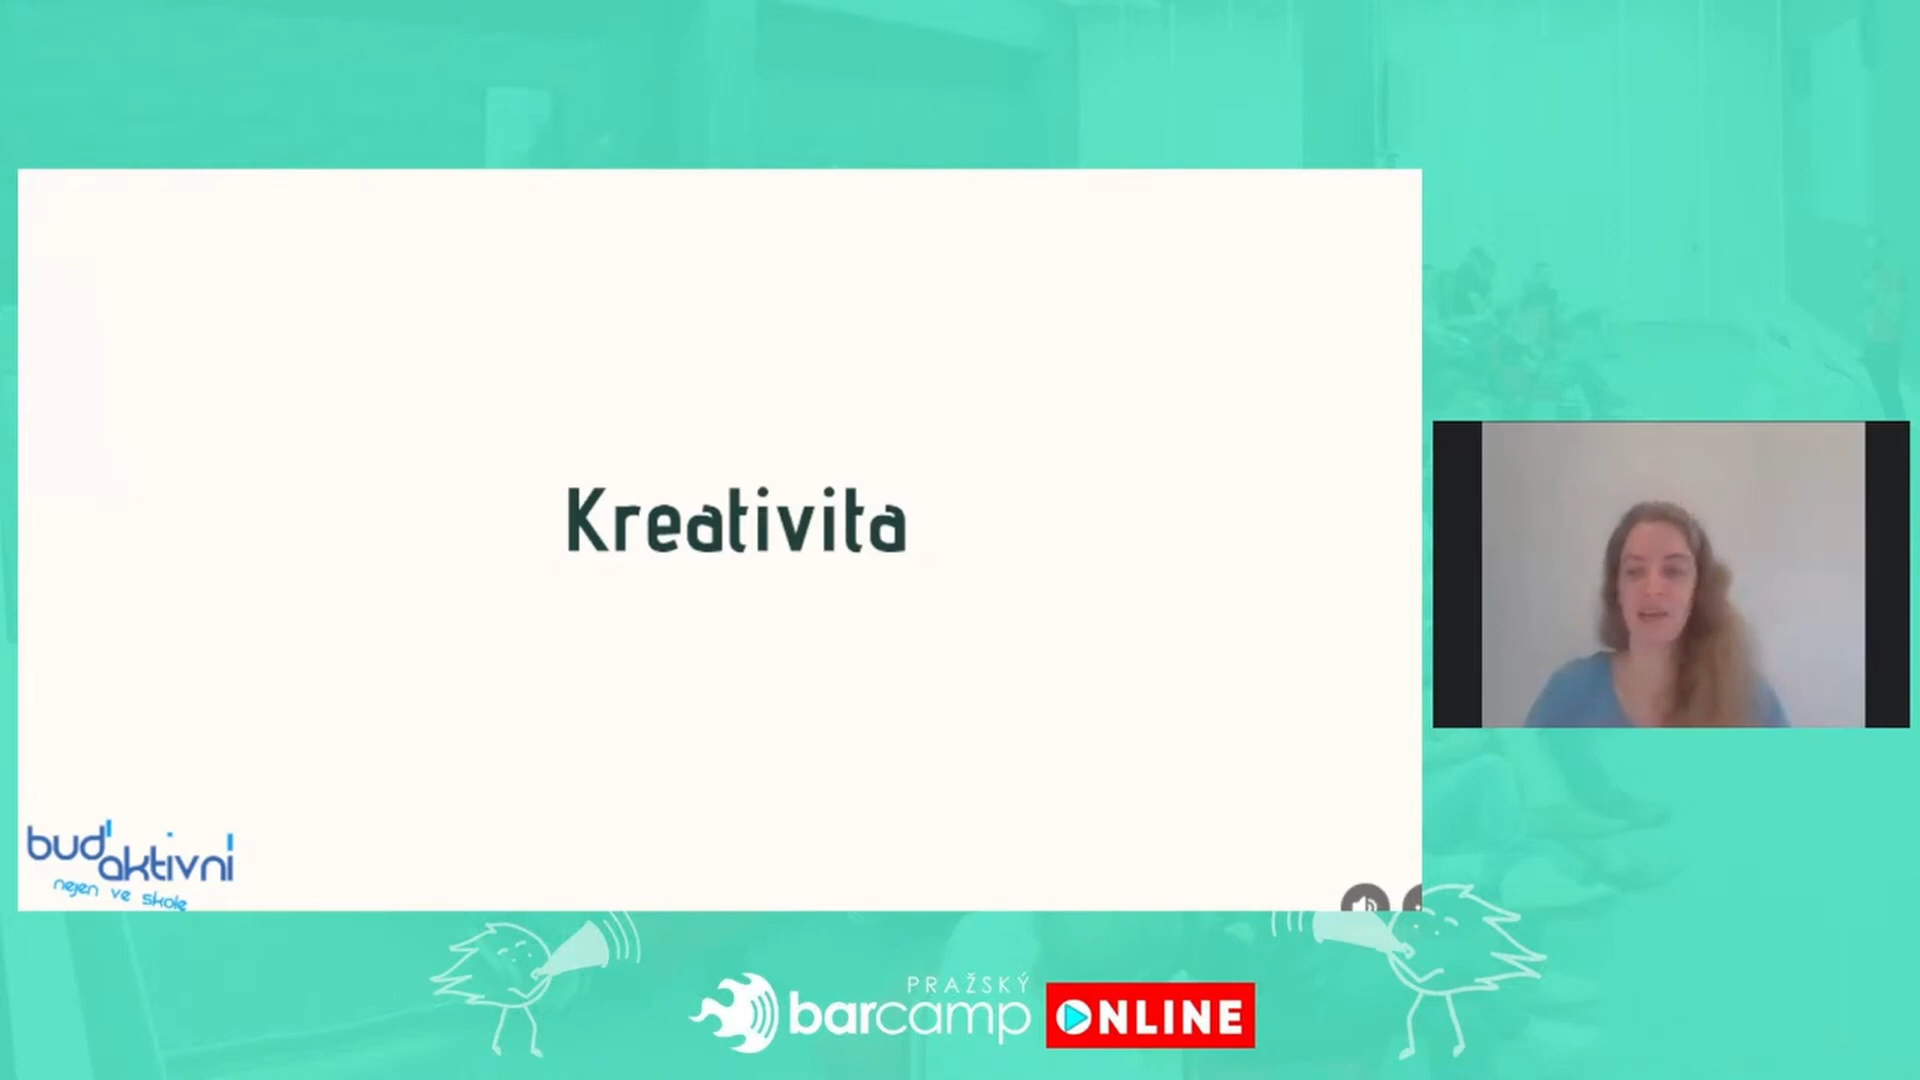 Kreativita
buď aktivní
nejen ve škole
PRAŽSKÝ
barcamp ONLINE